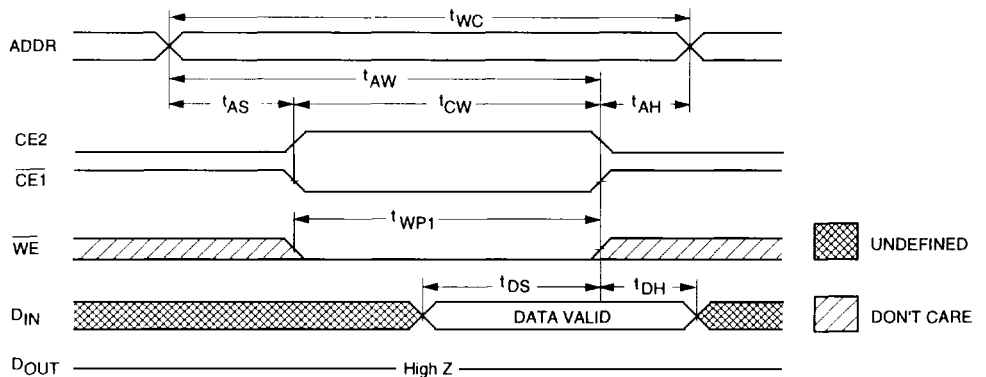 tWC
ADDR
tAW
tAS tCW tAH
CE2
CE1
tWP1
WE
UNDEFINED
tDS tDH
DIN DATA VALID DON'T CARE
DOUT High Z